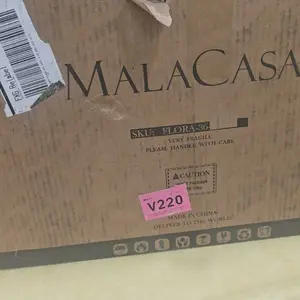 MALACASA
SKU: FLORA-36
VERY FRAGILE
PLEASE HANDLE WITH CARE
CAUTION
V220
MADE IN CHINA
DELIVER TO THE WORLD!